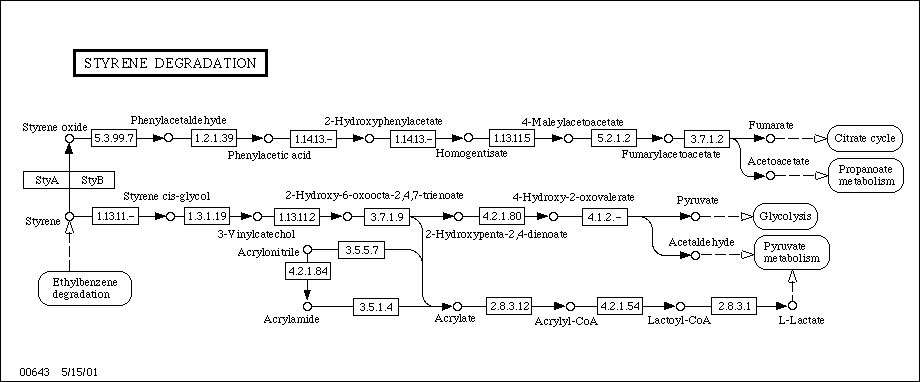 STYRENE DEGRADATION
Phenylacetaldehyde
2-Hydroxyphenylacetate
4-Maleylacetoacetate
Fumarate
Styrene oxide
5.3.99.7
1.2.1.39
1.14.13.-
1.14.13.-
1.13.11.5
5.2.1.2
3.7.1.2
Citrate cycle
Phenylacetic acid
Homogentisate
Fumarylacetoacetate
Acetoacetate
Propanoate
metabolism
StyA
StyB
Styrene cis-glycol
2-Hydroxy-6-oxoocta-2,4,7-trienoate
4-Hydroxy-2-oxovalerate
Pyruvate
Styrene
1.13.11.-
1.3.1.19
1.13.11.2
3.7.1.9
4.2.1.80
4.1.2.-
Glycolysis
3-Vinylcatechol
2-Hydroxypenta-2,4-dienoate
Acetaldehyde
Acrylonitrile
3.5.5.7
Pyruvate
metabolism
4.2.1.84
Ethylbenzene
degradation
3.5.1.4
2.8.3.12
4.2.1.54
2.8.3.1
Acrylamide
Acrylate
Acrylyl-CoA
Lactoyl-CoA
L-Lactate
00643 5/15/01